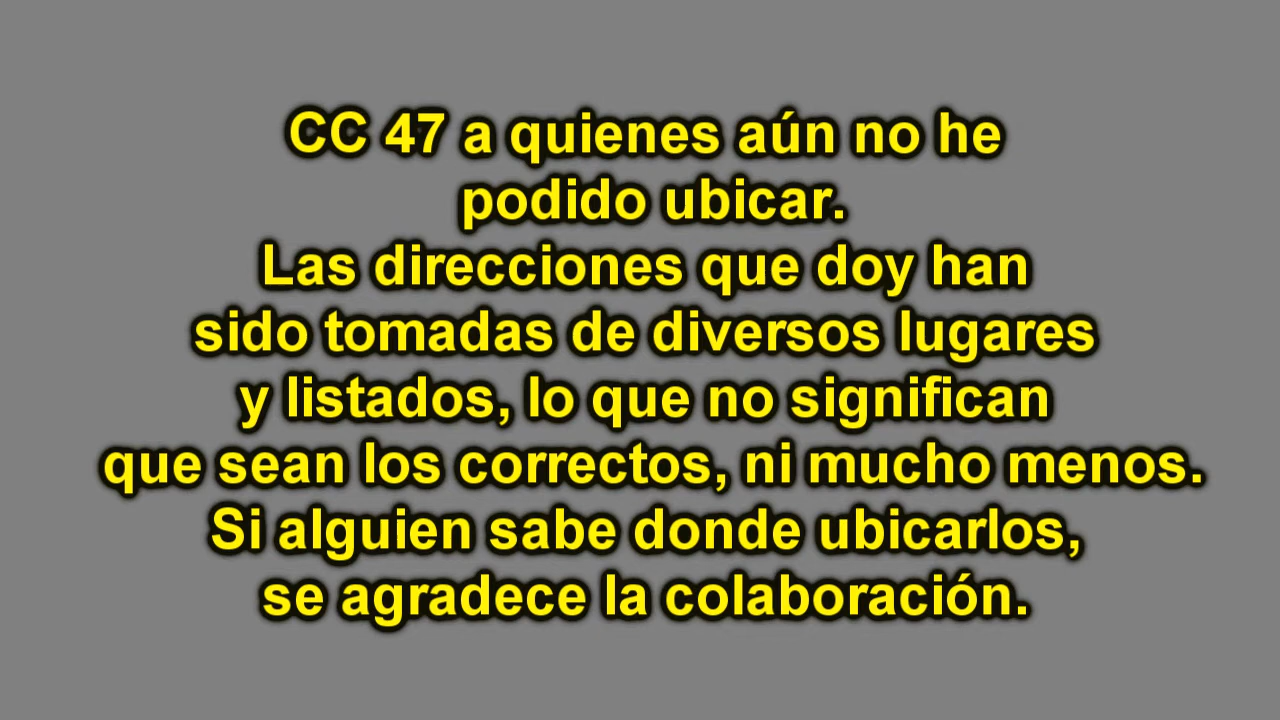 CC 47 a quienes aún no he
podido ubicar.
Las direcciones que doy han
sido tomadas de diversos lugares
y listados, lo que no significan
que sean los correctos, ni mucho menos.
Si alguien sabe donde ubicarlos,
se agradece la colaboración.